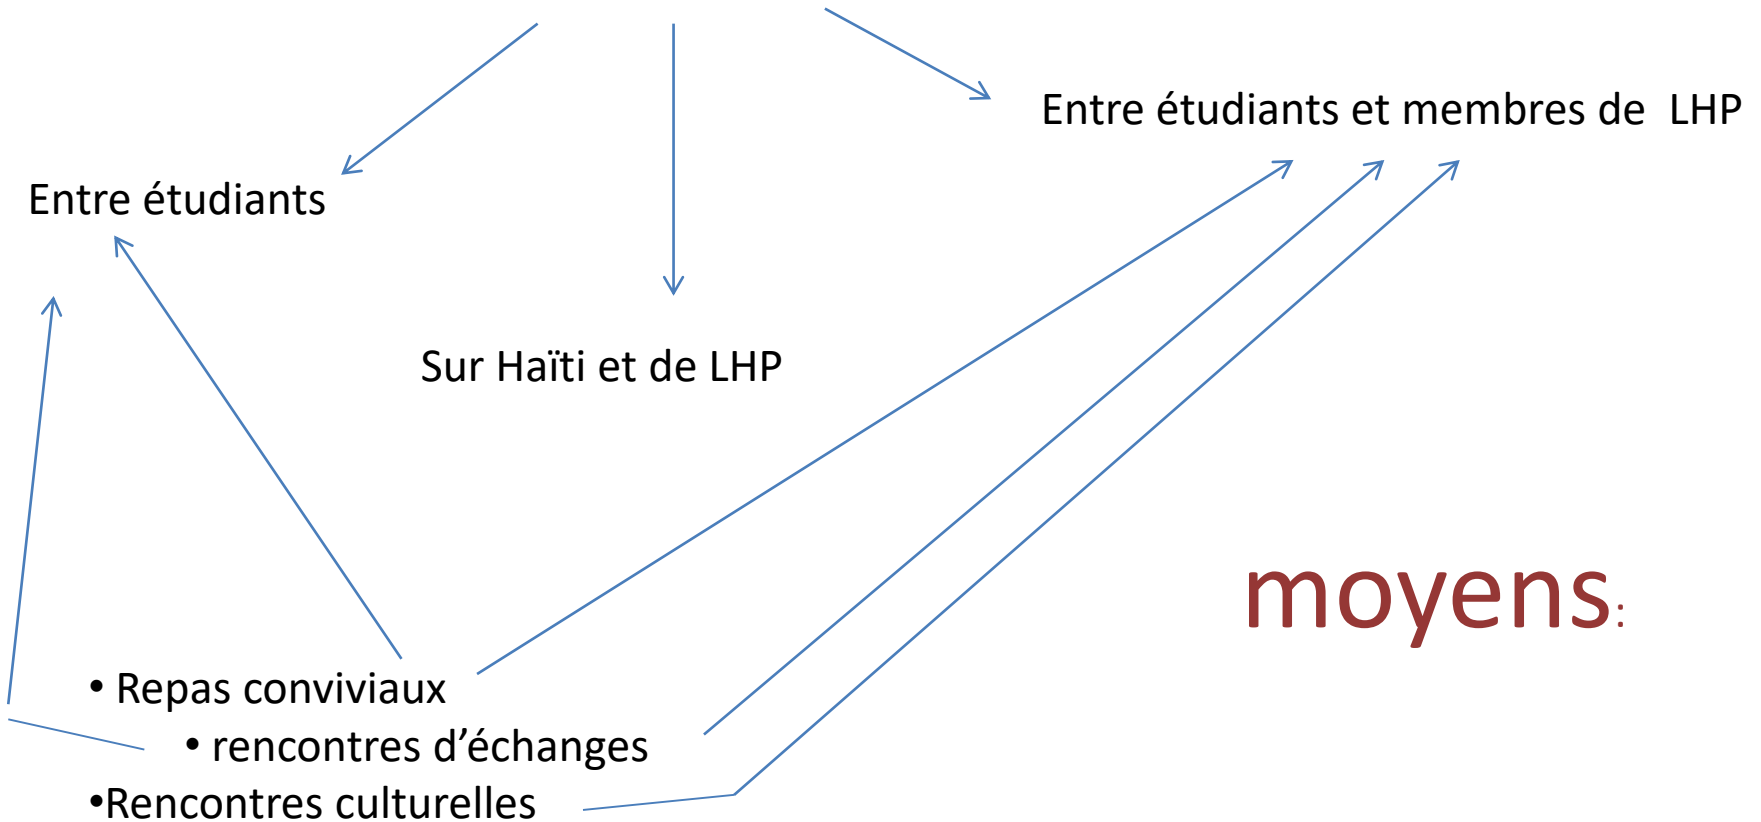 Entre étudiants et membres de  LHP
Entre étudiants
Sur Haïti et de LHP
moyens:
• Repas conviviaux
• rencontres d’échanges
•Rencontres culturelles